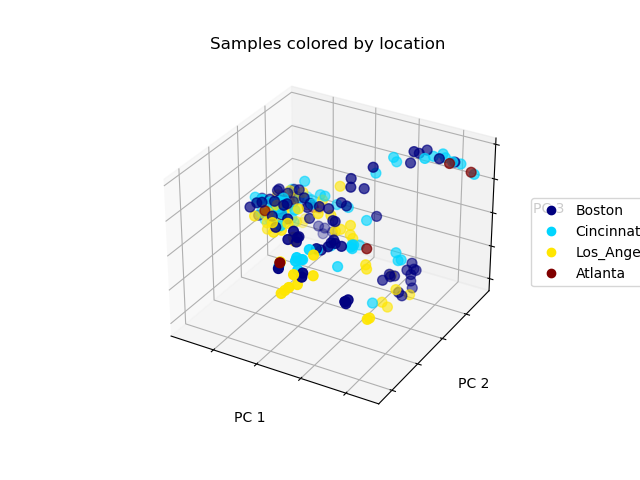 Samples colored by location
PC 3
Boston
Cincinnat
Los_Ange
Atlanta
PC 2
PC 1